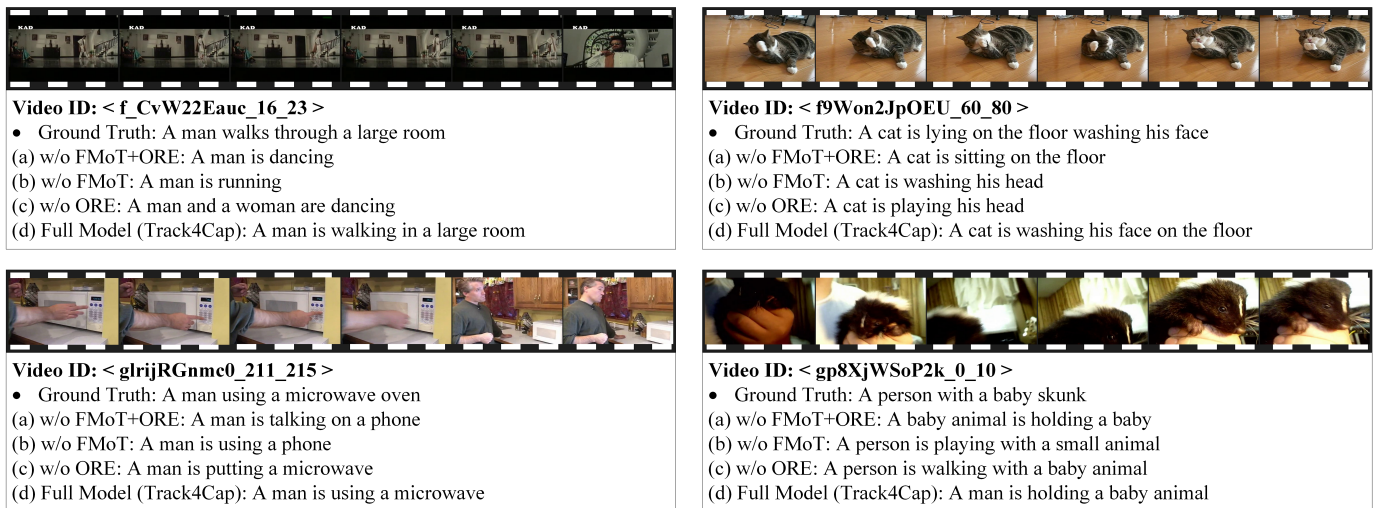 KAD KAD KAD KAD KAD KAD
Video ID: < f_CvW22Eauc_16_23 >
• Ground Truth: A man walks through a large room
(a) w/o FMoT+ORE: A man is dancing
(b) w/o FMoT: A man is running
(c) w/o ORE: A man and a woman are dancing
(d) Full Model (Track4Cap): A man is walking in a large room
Video ID: < f9Won2JpOEU_60_80 >
• Ground Truth: A cat is lying on the floor washing his face
(a) w/o FMoT+ORE: A cat is sitting on the floor
(b) w/o FMoT: A cat is washing his head
(c) w/o ORE: A cat is playing his head
(d) Full Model (Track4Cap): A cat is washing his face on the floor
Video ID: < glrijRGnmc0_211_215 >
• Ground Truth: A man using a microwave oven
(a) w/o FMoT+ORE: A man is talking on a phone
(b) w/o FMoT: A man is using a phone
(c) w/o ORE: A man is putting a microwave
(d) Full Model (Track4Cap): A man is using a microwave
Video ID: < gp8XjWSoP2k_0_10 >
• Ground Truth: A person with a baby skunk
(a) w/o FMoT+ORE: A baby animal is holding a baby
(b) w/o FMoT: A person is playing with a small animal
(c) w/o ORE: A person is walking with a baby animal
(d) Full Model (Track4Cap): A man is holding a baby animal